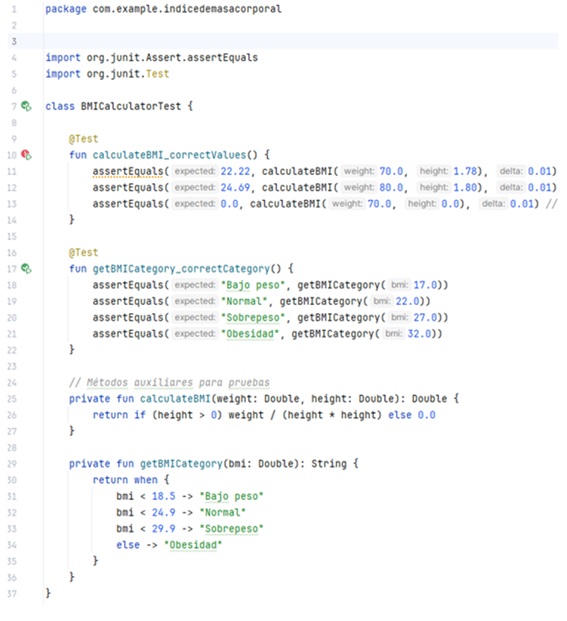 1 package com.example.indicedemasacorporal
2
3
4 import org.junit.Assert.assertEquals
5 import org.junit.Test
6
7 class BMICalculatorTest {
8
9 @Test
10 fun calculateBMI_correctValues() {
11 assertEquals( expected: 22.22, calculateBMI( weight: 70.0, height: 1.78), delta: 0.01)
12 assertEquals( expected: 24.69, calculateBMI( weight: 80.0, height: 1.80), delta: 0.01)
13 assertEquals( expected: 0.0, calculateBMI( weight: 70.0, height: 0.0), delta: 0.01) //
14 }
15
16 @Test
17 fun getBMICategory_correctCategory() {
18 assertEquals( expected: "Bajo peso", getBMICategory( bmi: 17.0))
19 assertEquals( expected: "Normal", getBMICategory( bmi: 22.0))
20 assertEquals( expected: "Sobrepeso", getBMICategory( bmi: 27.0))
21 assertEquals( expected: "Obesidad", getBMICategory( bmi: 32.0))
22 }
23
24 // Métodos auxiliares para pruebas
25 private fun calculateBMI(weight: Double, height: Double): Double {
26 return if (height > 0) weight / (height * height) else 0.0
27 }
28
29 private fun getBMICategory(bmi: Double): String {
30 return when {
31 bmi < 18.5 -> "Bajo peso"
32 bmi < 24.9 -> "Normal"
33 bmi < 29.9 -> "Sobrepeso"
34 else -> "Obesidad"
35 }
36 }
37 }